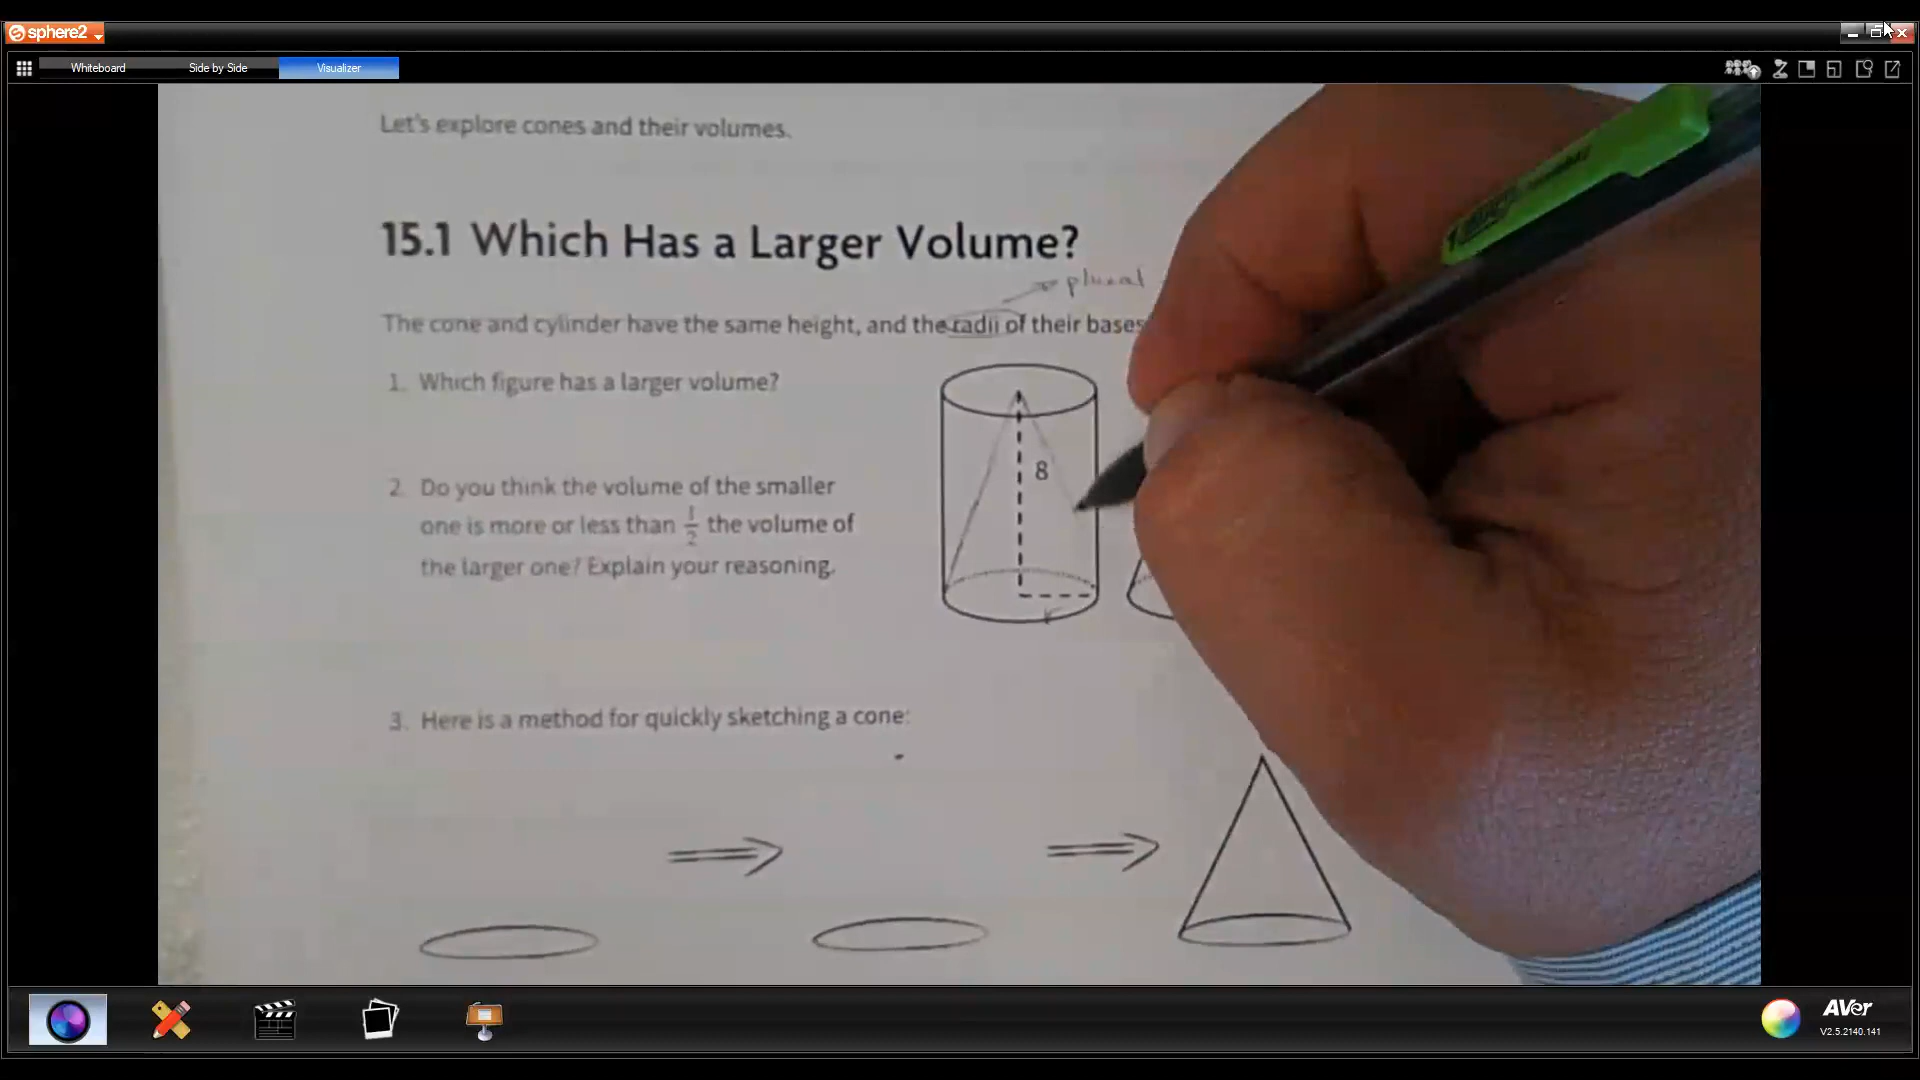 sphere2
Whiteboard
Side by Side
Visualizer
Let's explore cones and their volumes.
15.1 Which Has a Larger Volume?
plural
The cone and cylinder have the same height, and the radii of their bases
1. Which figure has a larger volume?
8
2. Do you think the volume of the smaller
one is more or less than 1/2 the volume of
the larger one? Explain your reasoning.
r
3. Here is a method for quickly sketching a cone:
AVer
V2.5.2140.141